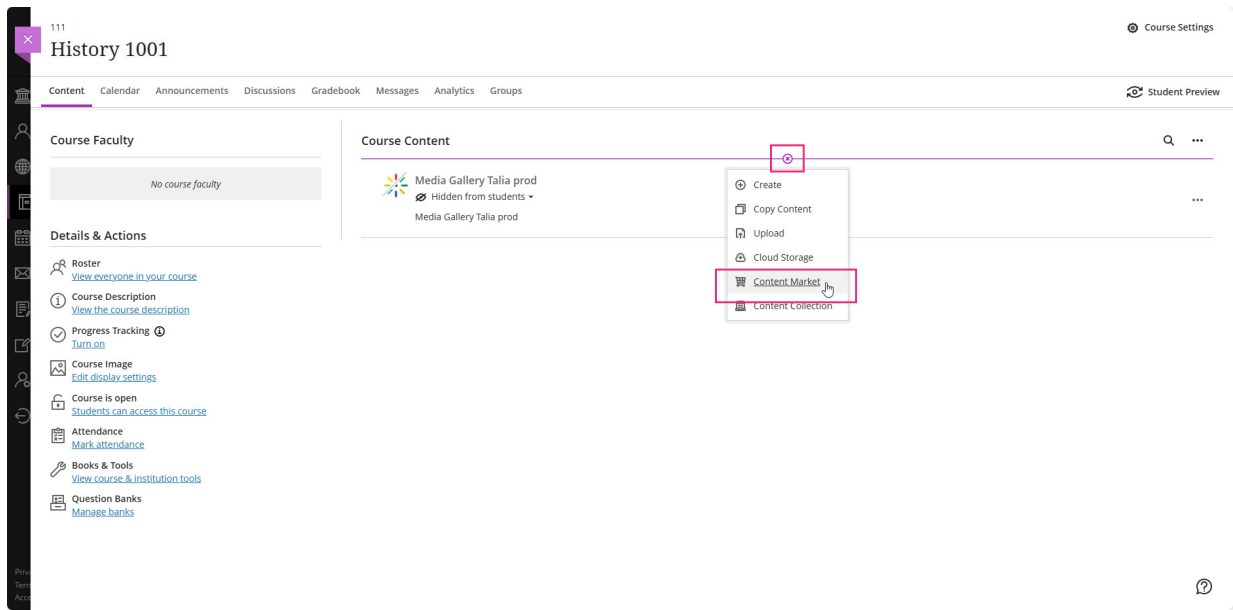 111
History 1001
Course Settings
Content Calendar Announcements Discussions Gradebook Messages Analytics Groups
Student Preview
Course Faculty
No course faculty
Details & Actions
Roster
View everyone in your course
Course Description
View the course description
Progress Tracking
Turn on
Course Image
Edit display settings
Course is open
Students can access this course
Attendance
Mark attendance
Books & Tools
View course & institution tools
Question Banks
Manage banks
Course Content
Media Gallery Talia prod
Hidden from students
Media Gallery Talia prod
Create
Copy Content
Upload
Cloud Storage
Content Market
Content Collection